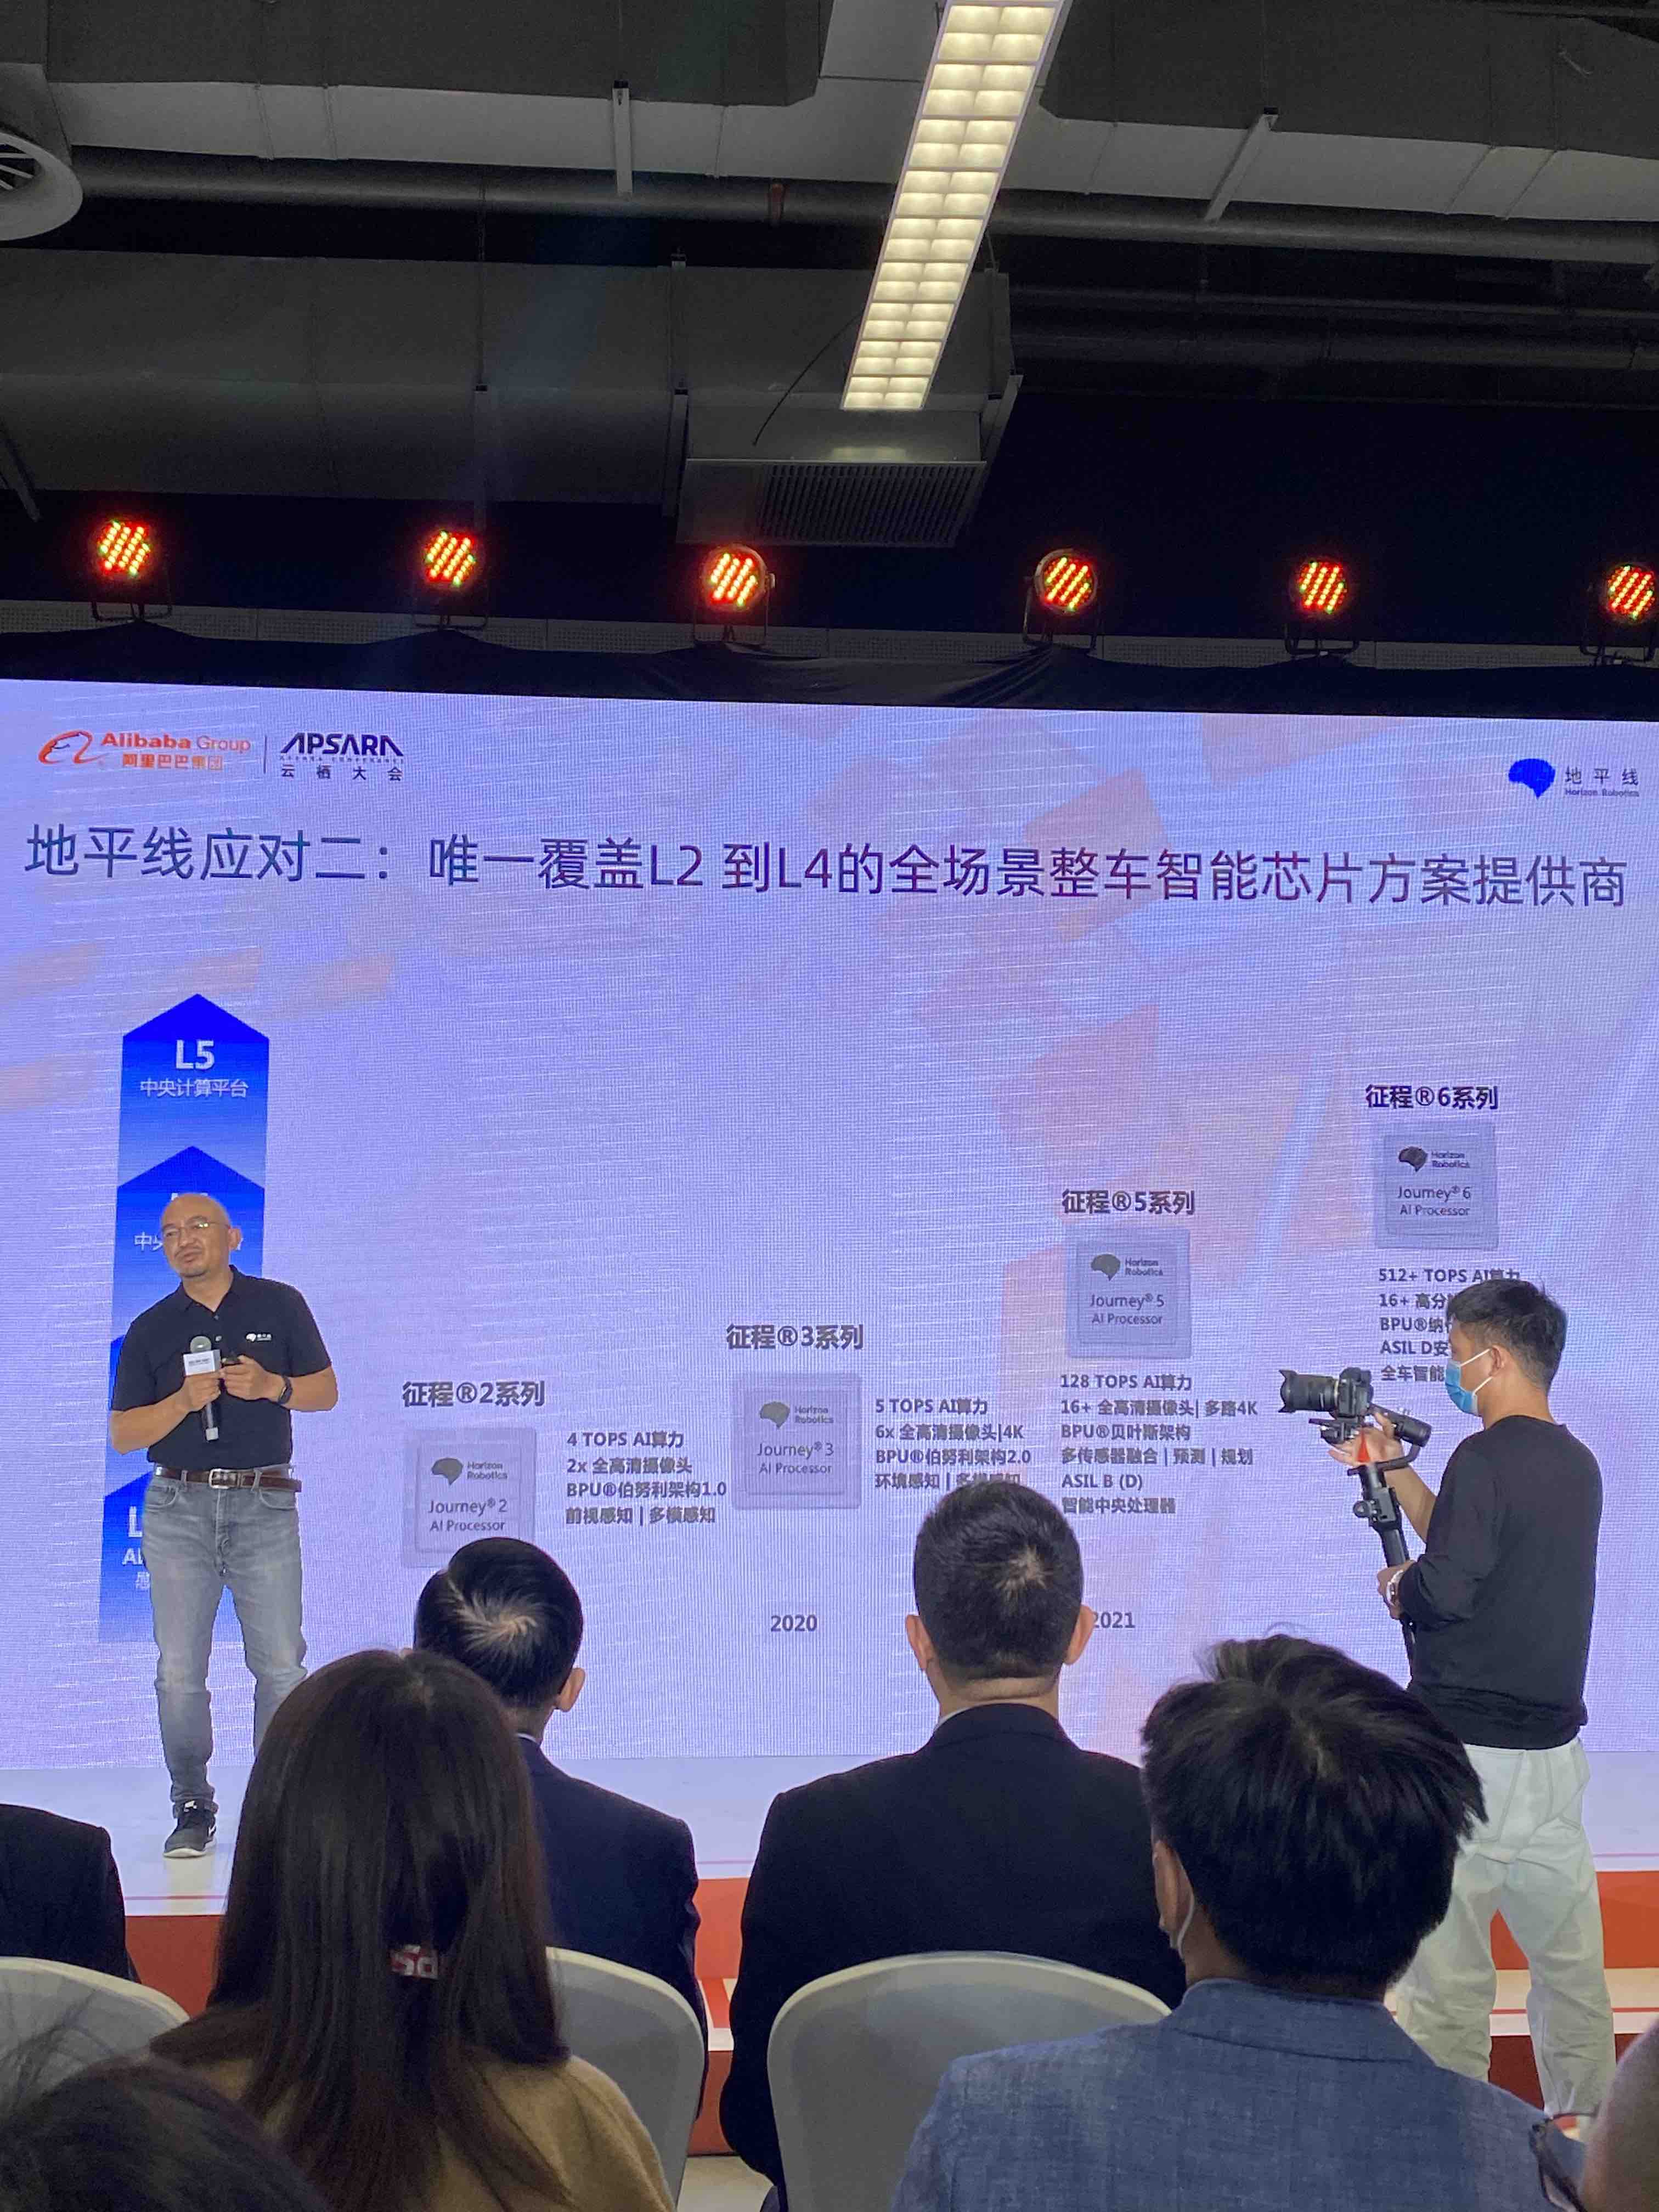 Alibaba Group
阿里巴巴集团
APSARA
云栖大会
地平线
Horizon Robotics
地平线应对二：唯一覆盖L2 到L4的全场景整车智能芯片方案提供商
L5
中央计算平台
征程®6系列
Horizon
Robotics
Journey® 6
AI Processor
512+ TOPS AI算力
16+ 高分
BPU®纳
ASIL D安
全车智能
征程®5系列
Horizon
Robotics
Journey® 5
AI Processor
128 TOPS AI算力
16+ 全高清摄像头| 多路4K
BPU®贝叶斯架构
多传感器融合 | 预测 | 规划
ASIL B (D)
智能中央处理器
征程®3系列
Horizon
Robotics
Journey® 3
AI Processor
5 TOPS AI算力
6x 全高清摄像头|4K
BPU®伯努利架构2.0
环境感知 | 多模感知
征程®2系列
Horizon
Robotics
Journey® 2
AI Processor
4 TOPS AI算力
2x 全高清摄像头
BPU®伯努利架构1.0
前视感知 | 多模感知
2020
2021